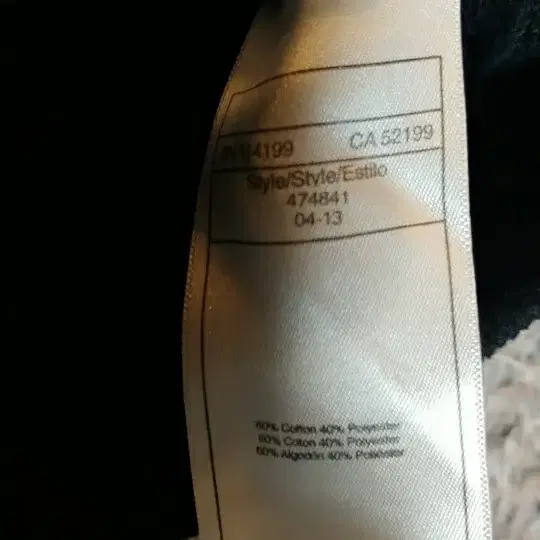 CA 52199
Style/Style/Estilo
474841
04-13
60% Cotton 40% Polyester
60% Coton 40% Polyester
60% Algodón 40% Poliéster